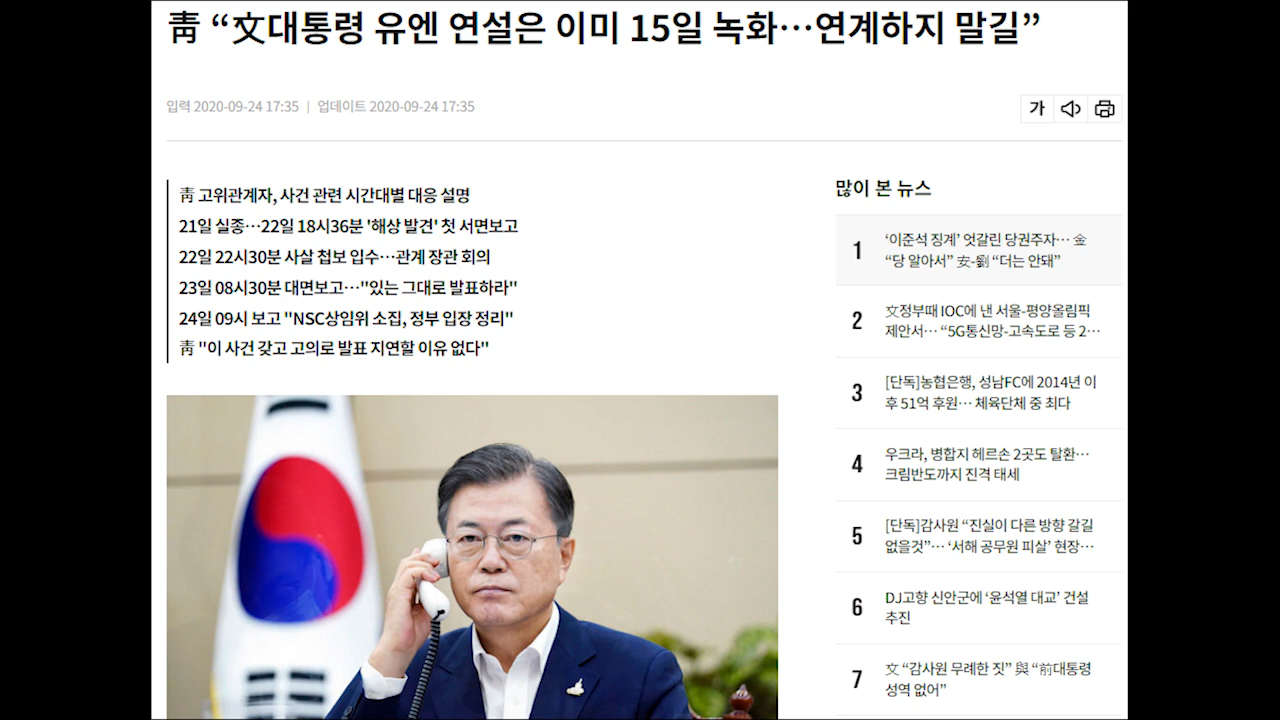 靑 “文대통령 유엔 연설은 이미 15일 녹화…연계하지 말길”
입력 2020-09-24 17:35 | 업데이트 2020-09-24 17:35
가
靑 고위관계자, 사건 관련 시간대별 대응 설명
21일 실종…22일 18시36분 '해상 발견' 첫 서면보고
22일 22시30분 사살 첩보 입수…관계 장관 회의
23일 08시30분 대면보고…"있는 그대로 발표하라"
24일 09시 보고 "NSC상임위 소집, 정부 입장 정리"
靑 "이 사건 갖고 고의로 발표 지연할 이유 없다"
많이 본 뉴스
1
‘이준석 징계’ 엇갈린 당권주자… 金
“당 알아서” 安-劉 “더는 안돼”
2
文정부때 IOC에 낸 서울-평양올림픽
제안서… “5G통신망-고속도로 등 2…
3
[단독]농협은행, 성남FC에 2014년 이
후 51억 후원… 체육단체 중 최다
4
우크라, 병합지 헤르손 2곳도 탈환…
크림반도까지 진격 태세
5
[단독]감사원 “진실이 다른 방향 갈길
없을것”… ‘서해 공무원 피살’ 현장…
6
DJ고향 신안군에 ‘윤석열 대교’ 건설
추진
7
文 “감사원 무례한 짓” 與 “前대통령
성역 없어”